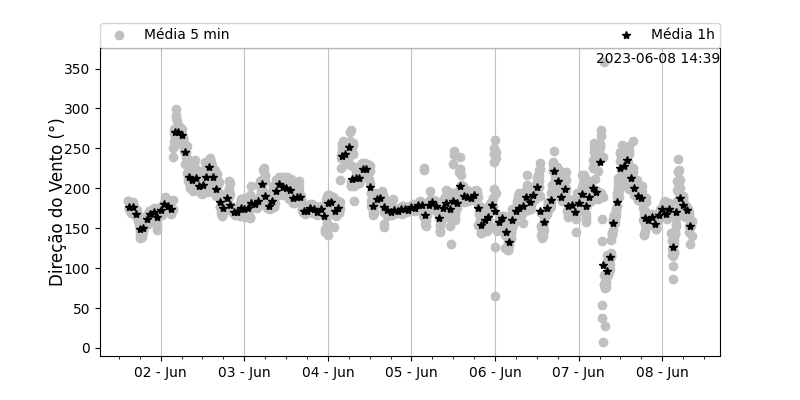 Média 5 min
Média 1h
2023-06-08 14:39
Direção do Vento (°)
350
300
250
200
150
100
50
0
02 - Jun
03 - Jun
04 - Jun
05 - Jun
06 - Jun
07 - Jun
08 - Jun